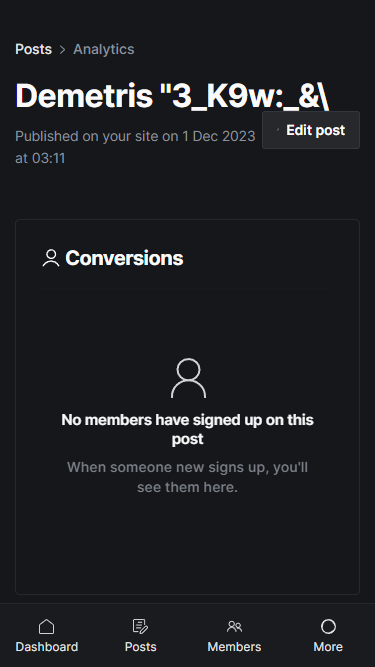 Posts > Analytics
Demetris "3_K9w:_&\
Published on your site on 1 Dec 2023
at 03:11
Edit post
Conversions
No members have signed up on this
post
When someone new signs up, you'll
see them here.
Dashboard
Posts
Members
More